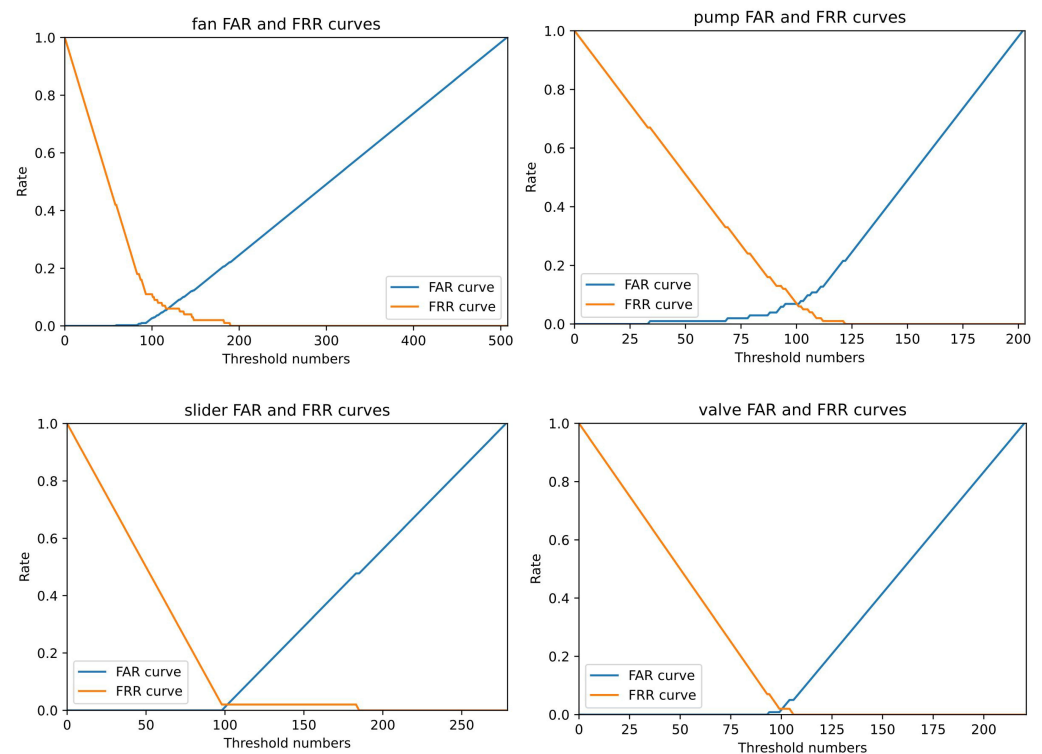 fan FAR and FRR curves
1.0
0.8
0.6
0.4
0.2
0.0
Rate
0 100 200 300 400 500
Threshold numbers
FAR curve
FRR curve
pump FAR and FRR curves
1.0
0.8
0.6
0.4
0.2
0.0
Rate
0 25 50 75 100 125 150 175 200
Threshold numbers
FAR curve
FRR curve
slider FAR and FRR curves
1.0
0.8
0.6
0.4
0.2
0.0
Rate
0 50 100 150 200 250
Threshold numbers
FAR curve
FRR curve
valve FAR and FRR curves
1.0
0.8
0.6
0.4
0.2
0.0
Rate
0 25 50 75 100 125 150 175 200
Threshold numbers
FAR curve
FRR curve